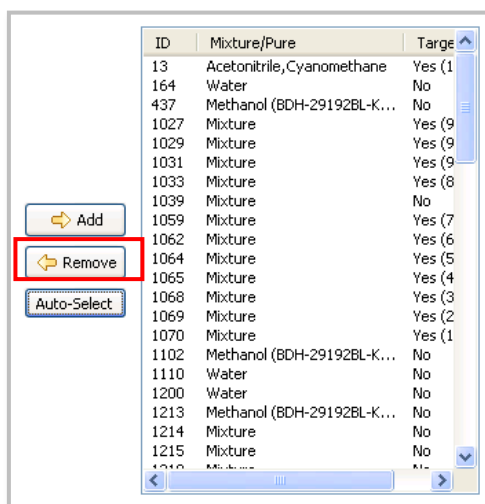 ID Mixture/Pure Targe
13 Acetonitrile,Cyanomethane Yes (1
164 Water No
437 Methanol (BDH-29192BL-K... No
1027 Mixture Yes (9
1029 Mixture Yes (9
1031 Mixture Yes (9
1033 Mixture Yes (8
1039 Mixture No
1059 Mixture Yes (7
1062 Mixture Yes (6
1064 Mixture Yes (5
1065 Mixture Yes (4
1068 Mixture Yes (3
1069 Mixture Yes (2
1070 Mixture Yes (1
1102 Methanol (BDH-29192BL-K... No
1110 Water No
1200 Water No
1213 Methanol (BDH-29192BL-K... No
1214 Mixture No
1215 Mixture No
Add
Remove
Auto-Select